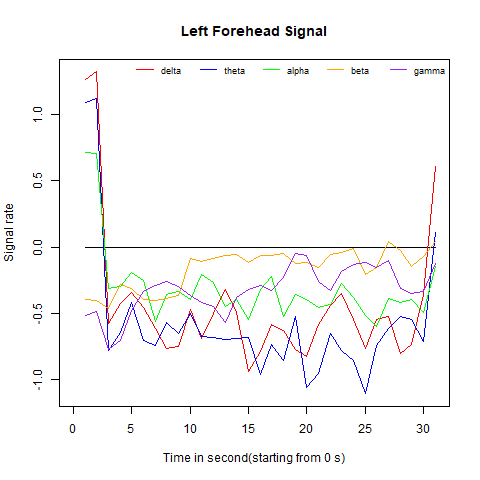 Left Forehead Signal
delta theta alpha beta gamma
1.0
0.5
0.0
-0.5
-1.0
Signal rate
0 5 10 15 20 25 30
Time in second(starting from 0 s)